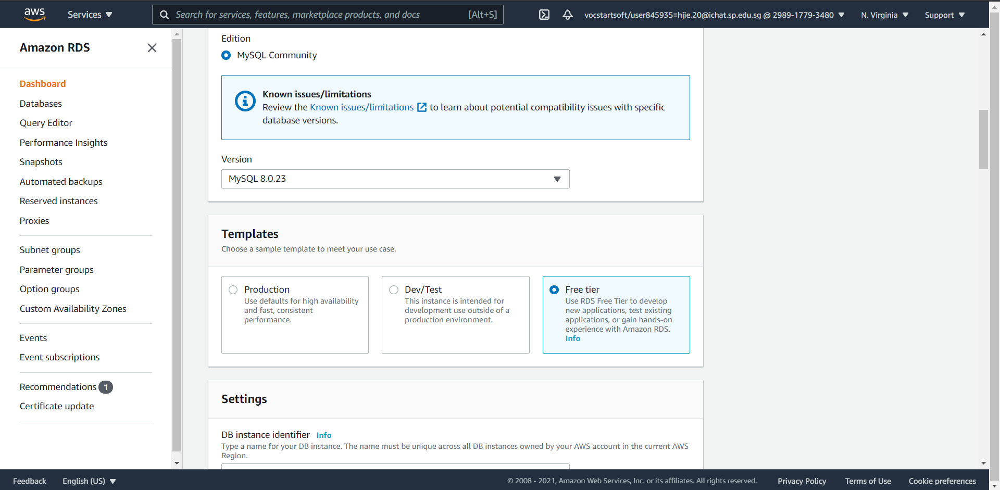 aws
Services
Search for services, features, marketplace products, and docs
[Alt+S]
vocstartsoft/user845935=hjie.20@ichat.sp.edu.sg @ 2989-1779-3480
N. Virginia
Support
Amazon RDS
Dashboard
Databases
Query Editor
Performance Insights
Snapshots
Automated backups
Reserved instances
Proxies
Subnet groups
Parameter groups
Option groups
Custom Availability Zones
Events
Event subscriptions
Recommendations 1
Certificate update
Edition
MySQL Community
Known issues/limitations
Review the Known issues/limitations to learn about potential compatibility issues with specific
database versions.
Version
MySQL 8.0.23
Templates
Choose a sample template to meet your use case.
Production
Use defaults for high availability
and fast, consistent
performance.
Dev/Test
This instance is intended for
development use outside of a
production environment.
Free tier
Use RDS Free Tier to develop
new applications, test existing
applications, or gain hands-on
experience with Amazon RDS.
Info
Settings
DB instance identifier Info
Type a name for your DB instance. The name must be unique across all DB instances owned by your AWS account in the current AWS
Region.
Feedback
English (US)
© 2008 - 2021, Amazon Web Services, Inc. or its affiliates. All rights reserved.
Privacy Policy
Terms of Use
Cookie preferences